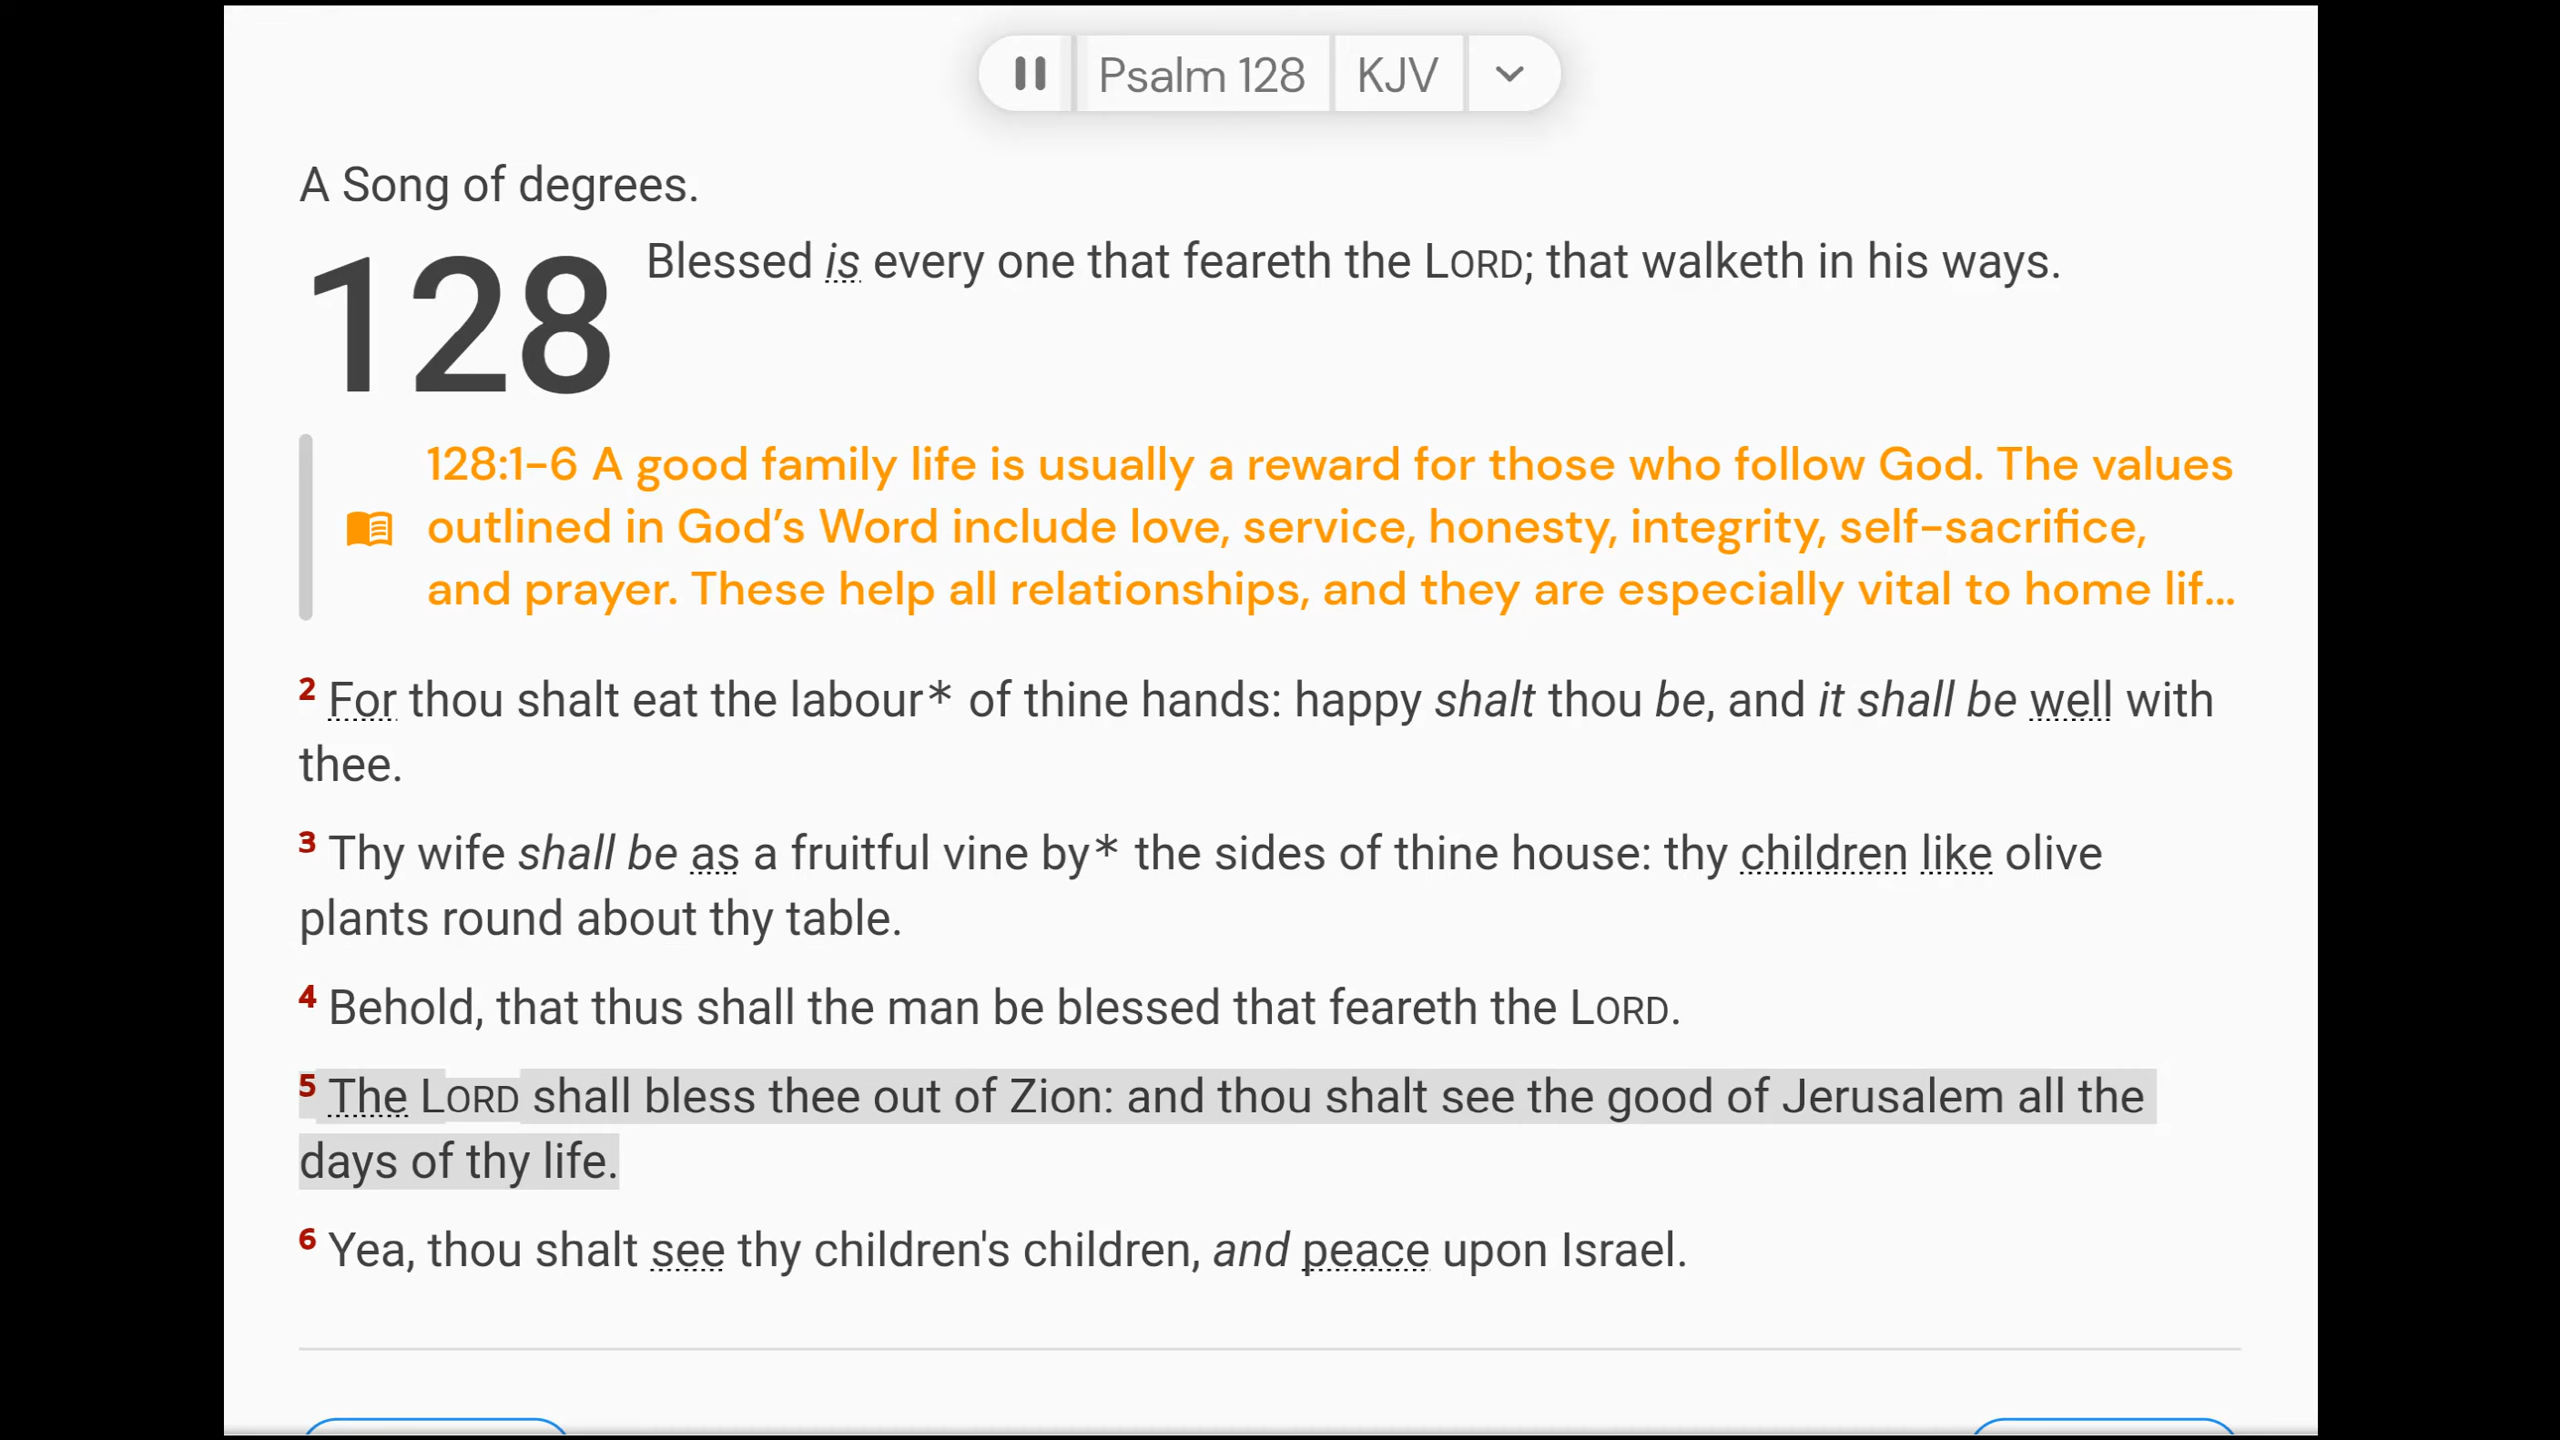 Psalm 128 KJV
A Song of degrees.
128 Blessed is every one that feareth the LORD; that walketh in his ways.
128:1-6 A good family life is usually a reward for those who follow God. The values
outlined in God’s Word include love, service, honesty, integrity, self-sacrifice,
and prayer. These help all relationships, and they are especially vital to home lif...
2 For thou shalt eat the labour* of thine hands: happy shalt thou be, and it shall be well with
thee.
3 Thy wife shall be as a fruitful vine by* the sides of thine house: thy children like olive
plants round about thy table.
4 Behold, that thus shall the man be blessed that feareth the LORD.
5 The LORD shall bless thee out of Zion: and thou shalt see the good of Jerusalem all the
days of thy life.
6 Yea, thou shalt see thy children's children, and peace upon Israel.